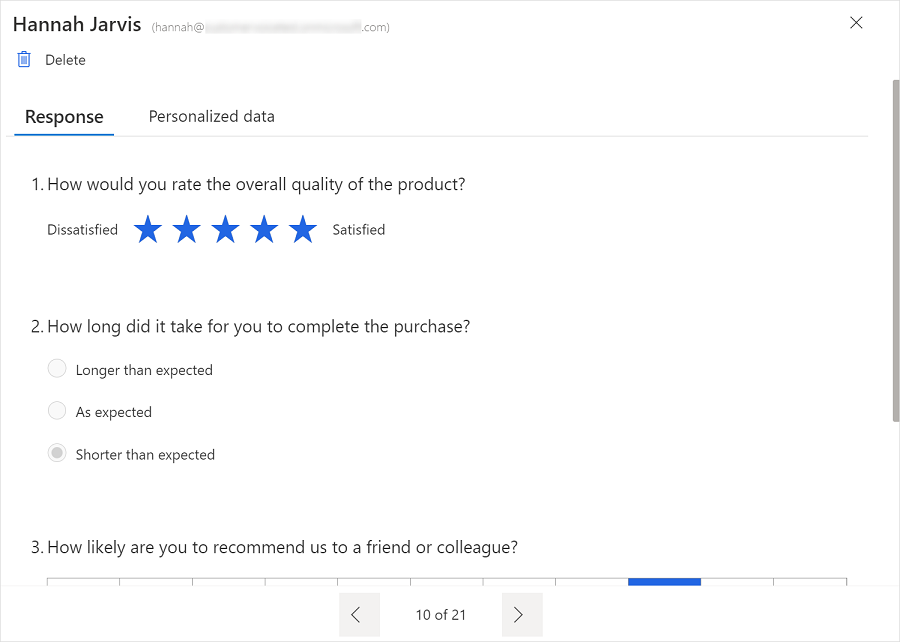 Hannah Jarvis (hannah@ .com)
Delete
Response Personalized data
1. How would you rate the overall quality of the product?
Dissatisfied Satisfied
2. How long did it take for you to complete the purchase?
Longer than expected
As expected
Shorter than expected
3. How likely are you to recommend us to a friend or colleague?
10 of 21